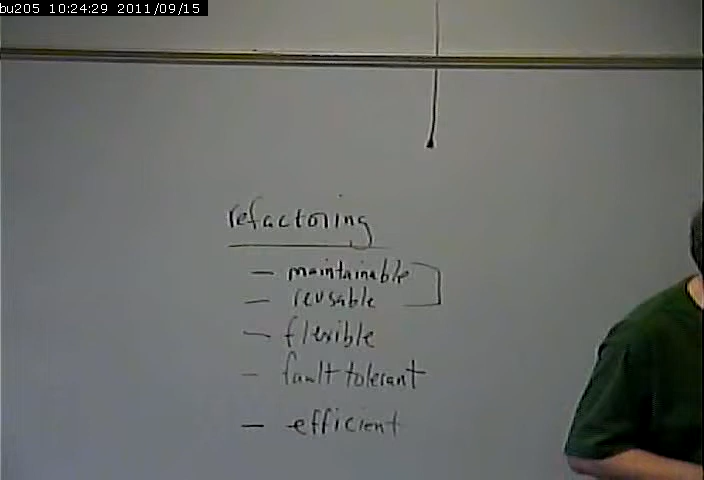 bu205 10:24:29 2011/09/15
refactoring
- maintainable
- reusable
- flexible
- fault tolerant
- efficient